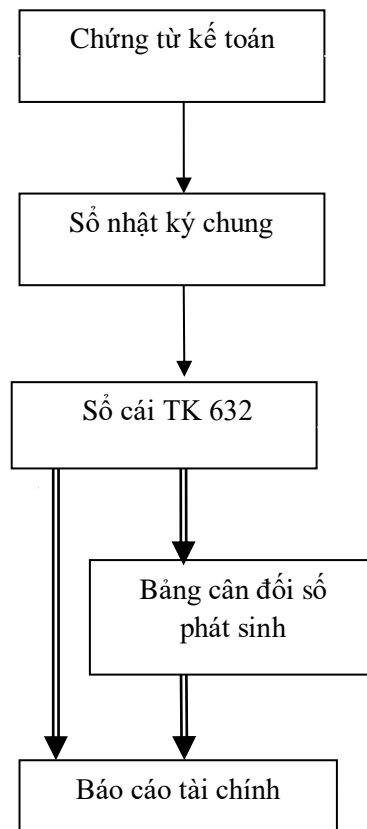 Chứng từ kế toán
Sổ nhật ký chung
Sổ cái TK 632
Bảng cân đối số
phát sinh
Báo cáo tài chính